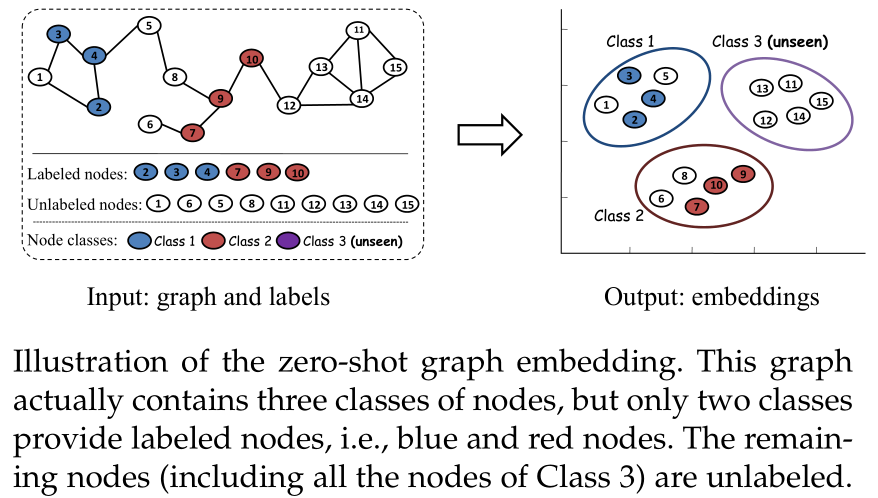 3
4
5
11
10
13
15
1
8
9
14
2
12
6
7
Labeled nodes: 2 3 4 7 9 10
Unlabeled nodes: 1 6 5 8 11 12 13 14 15
Node classes: Class 1 Class 2 Class 3 (unseen)
Input: graph and labels
Class 1
Class 3 (unseen)
3
5
1
4
2
13
11
15
12
14
8
9
10
6
7
Class 2
Output: embeddings
Illustration of the zero-shot graph embedding. This graph
actually contains three classes of nodes, but only two classes
provide labeled nodes, i.e., blue and red nodes. The remain-
ing nodes (including all the nodes of Class 3) are unlabeled.